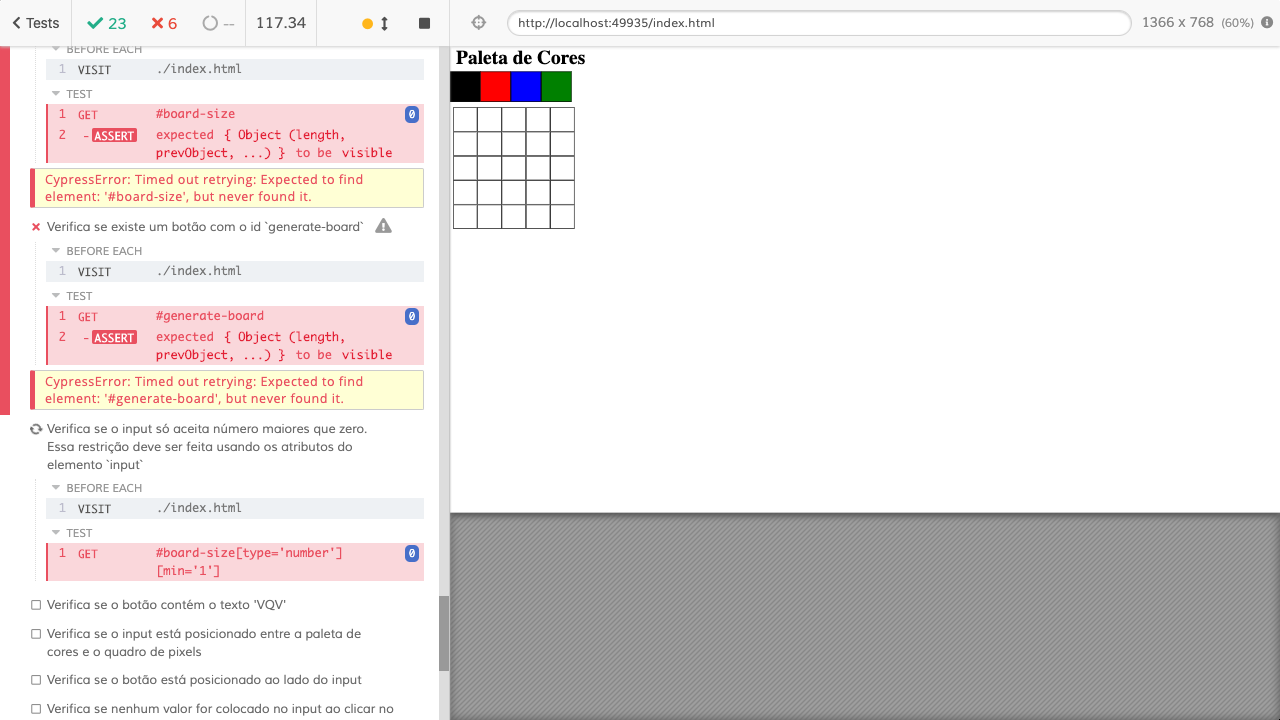 Tests
23
6
--
117.34
http://localhost:49935/index.html
1366 x 768 (60%)
BEFORE EACH
1 VISIT ./index.html
TEST
1 GET #board-size 0
2 -ASSERT expected { Object (length,
prevObject, ...) } to be visible
CypressError: Timed out retrying: Expected to find
element: '#board-size', but never found it.
Verifica se existe um botão com o id `generate-board`
BEFORE EACH
1 VISIT ./index.html
TEST
1 GET #generate-board 0
2 -ASSERT expected { Object (length,
prevObject, ...) } to be visible
CypressError: Timed out retrying: Expected to find
element: '#generate-board', but never found it.
Verifica se o input só aceita número maiores que zero.
Essa restrição deve ser feita usando os atributos do
elemento `input`
BEFORE EACH
1 VISIT ./index.html
TEST
1 GET #board-size[type='number'] 0
[min='1']
Verifica se o botão contém o texto 'VQV'
Verifica se o input está posicionado entre a paleta de
cores e o quadro de pixels
Verifica se o botão está posicionado ao lado do input
Verifica se nenhum valor for colocado no input ao clicar no
Paleta de Cores